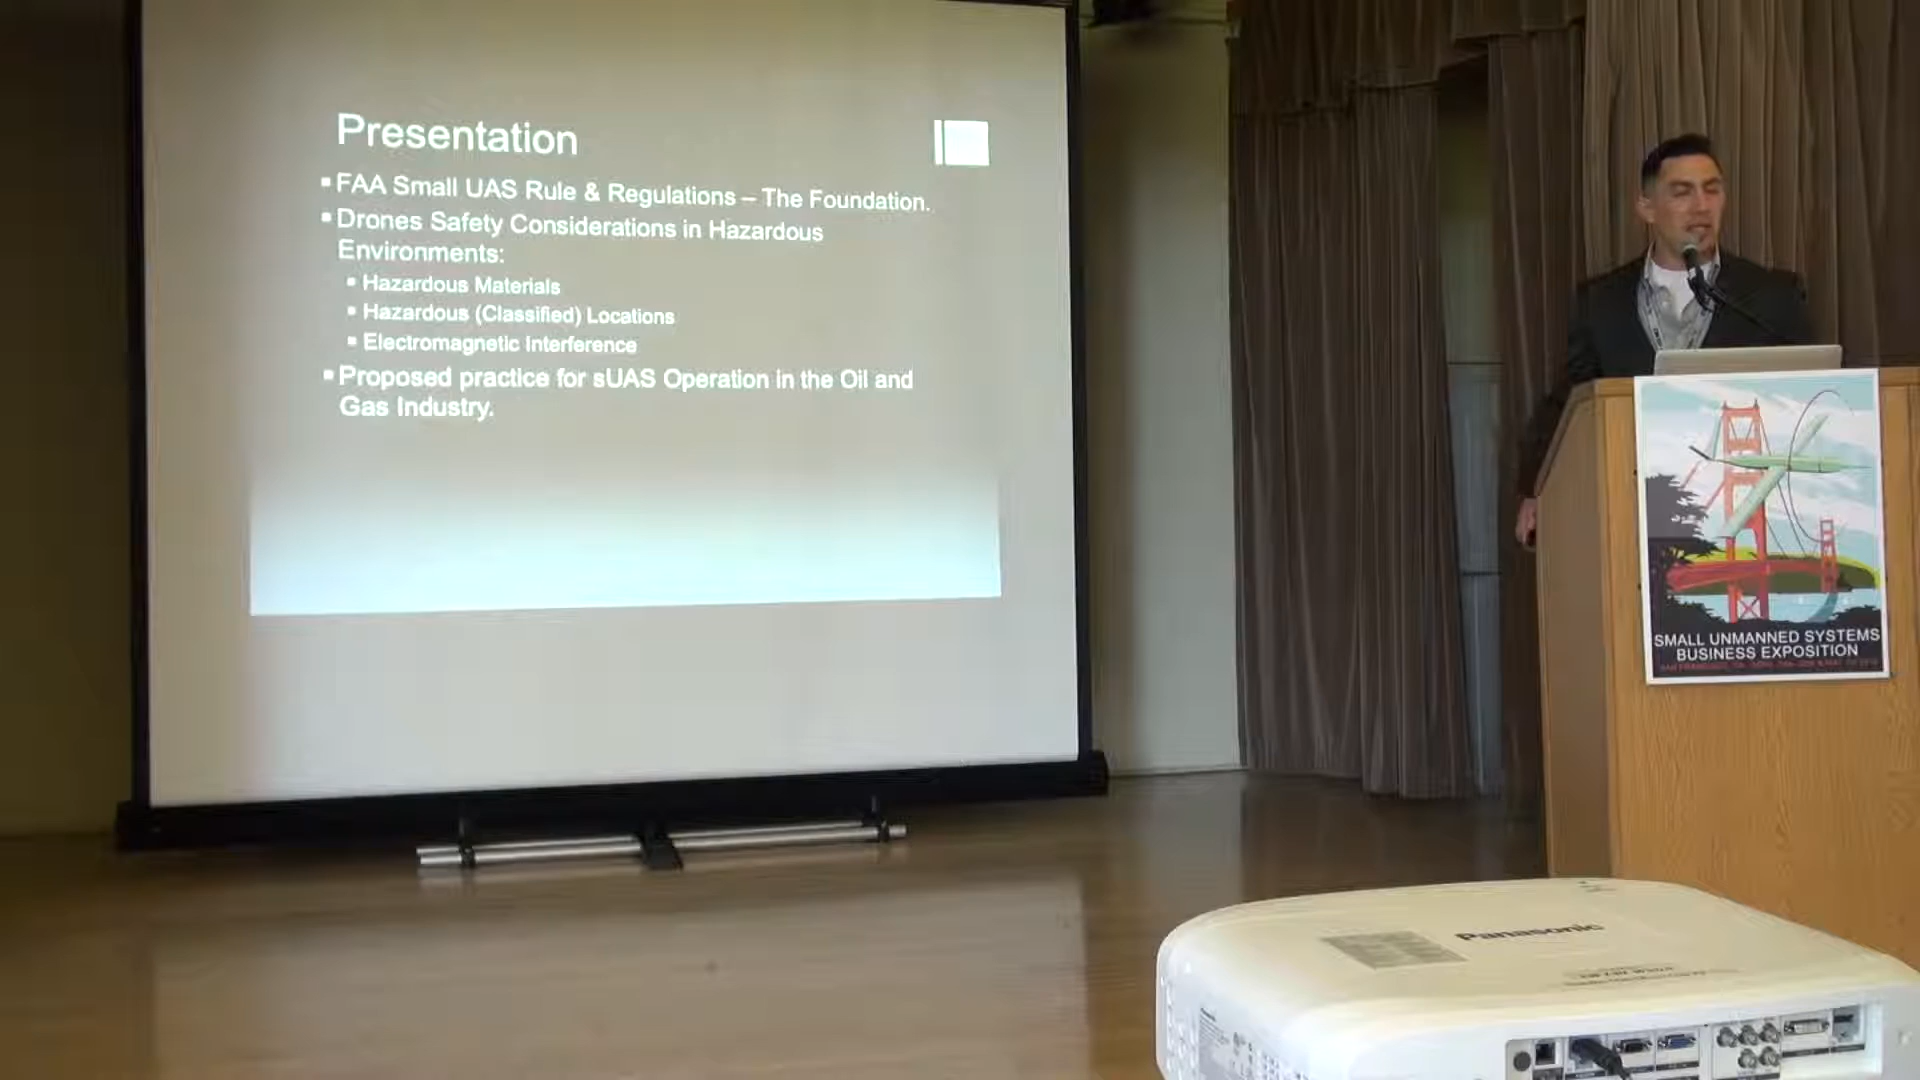 Presentation
▪ FAA Small UAS Rule & Regulations – The Foundation.
▪ Drones Safety Considerations in Hazardous
Environments:
▪ Hazardous Materials
▪ Hazardous (Classified) Locations
▪ Electromagnetic Interference
▪ Proposed practice for sUAS Operation in the Oil and
Gas Industry.
SMALL UNMANNED SYSTEMS
BUSINESS EXPOSITION
Panasonic